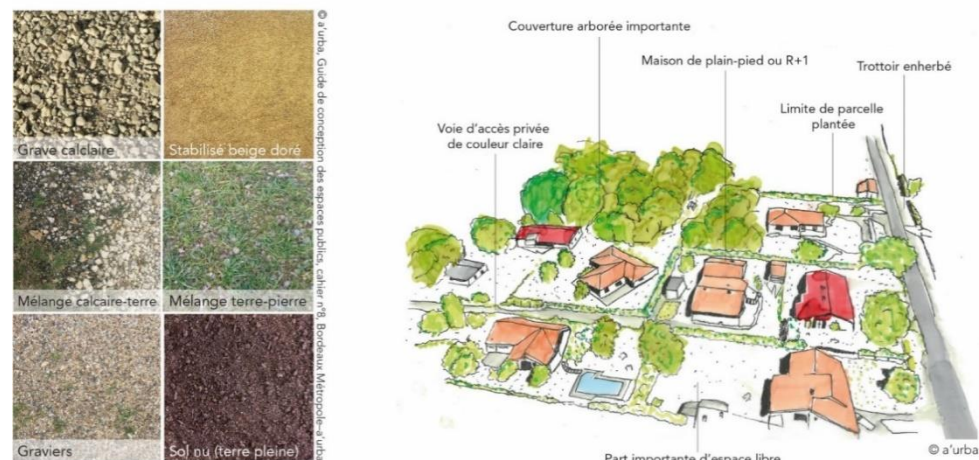 Grave calclaire
Stabilisé beige doré
Mélange calcaire-terre
Mélange terre-pierre
Graviers
Sol nu (terre pleine)
© a'urba, Guide de conception des espaces publics, cahier n°8, Bordeaux Métropole-a'urba
Couverture arborée importante
Maison de plain-pied ou R+1
Trottoir enherbé
Limite de parcelle
plantée
Voie d'accès privée
de couleur claire
Part importante d'espace libre
© a'urba